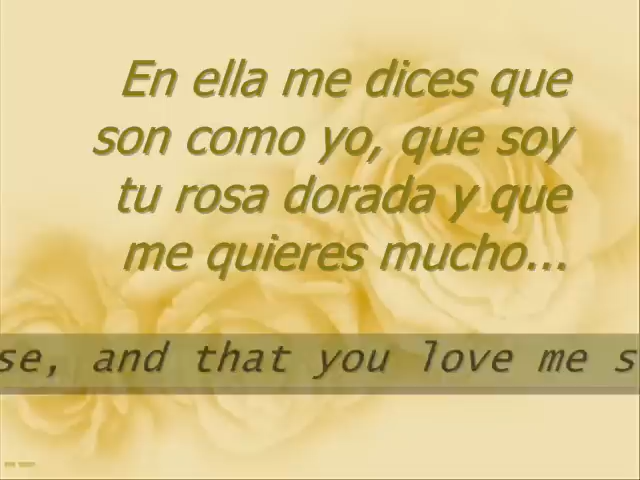 En ella me dices que
son como yo, que soy
tu rosa dorada y que
me quieres mucho...
se, and that you love me s